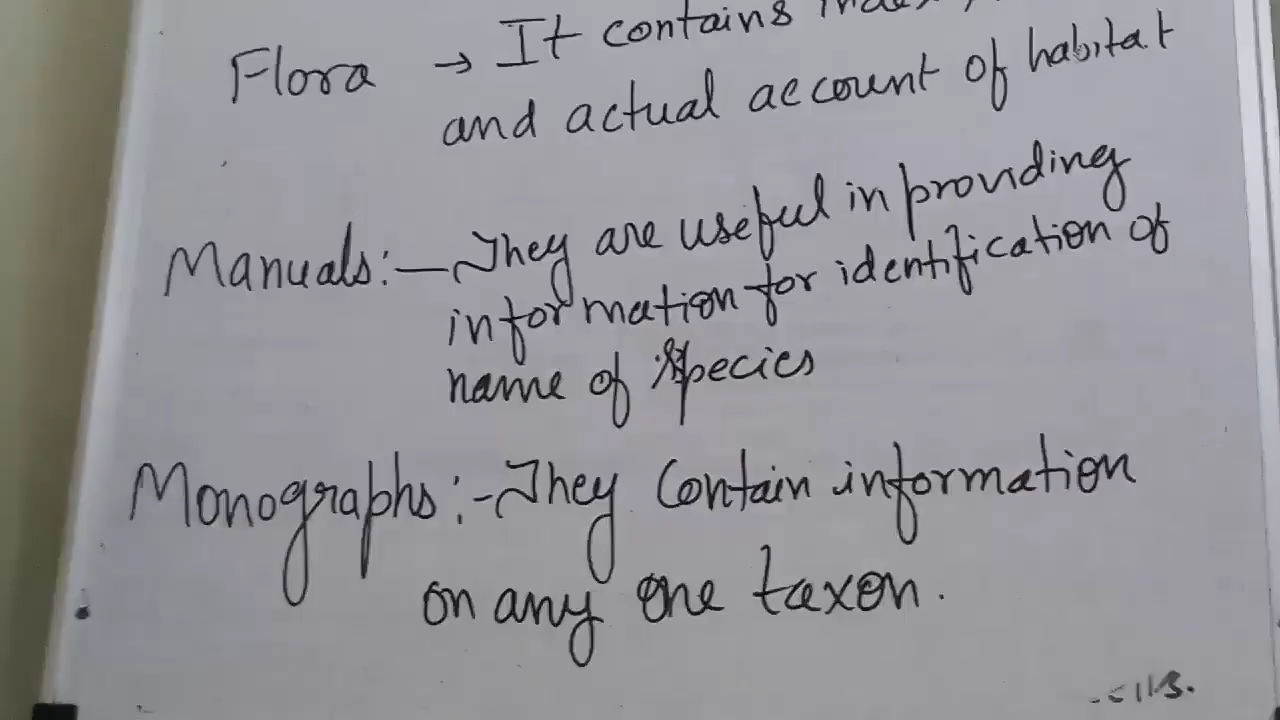 Flora → It contains index,
and actual account of habitat
Manuals:— They are useful in providing
information for identification of
name of species
Monographs:- They contain information
on any one taxon.